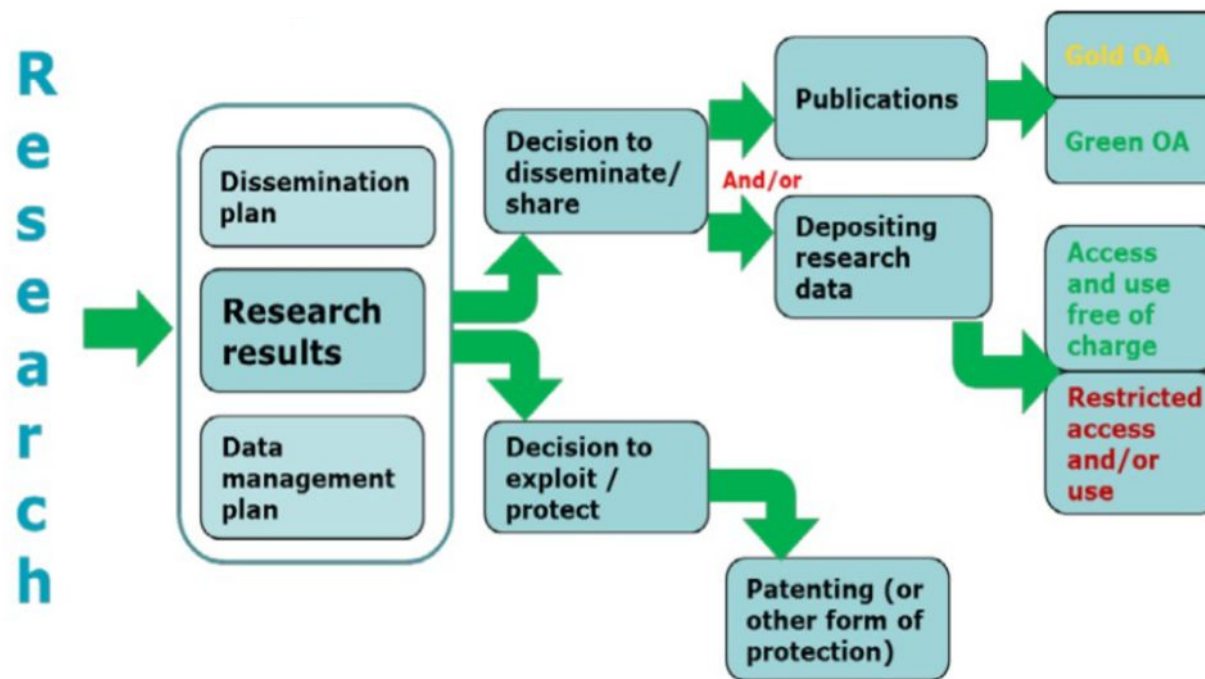 Research
Dissemination
plan
Research
results
Data
management
plan
Decision to
disseminate/
share
Decision to
exploit /
protect
And/or
Publications
Depositing
research
data
Patenting (or
other form of
protection)
Gold OA
Green OA
Access
and use
free of
charge
Restricted
access
and/or
use